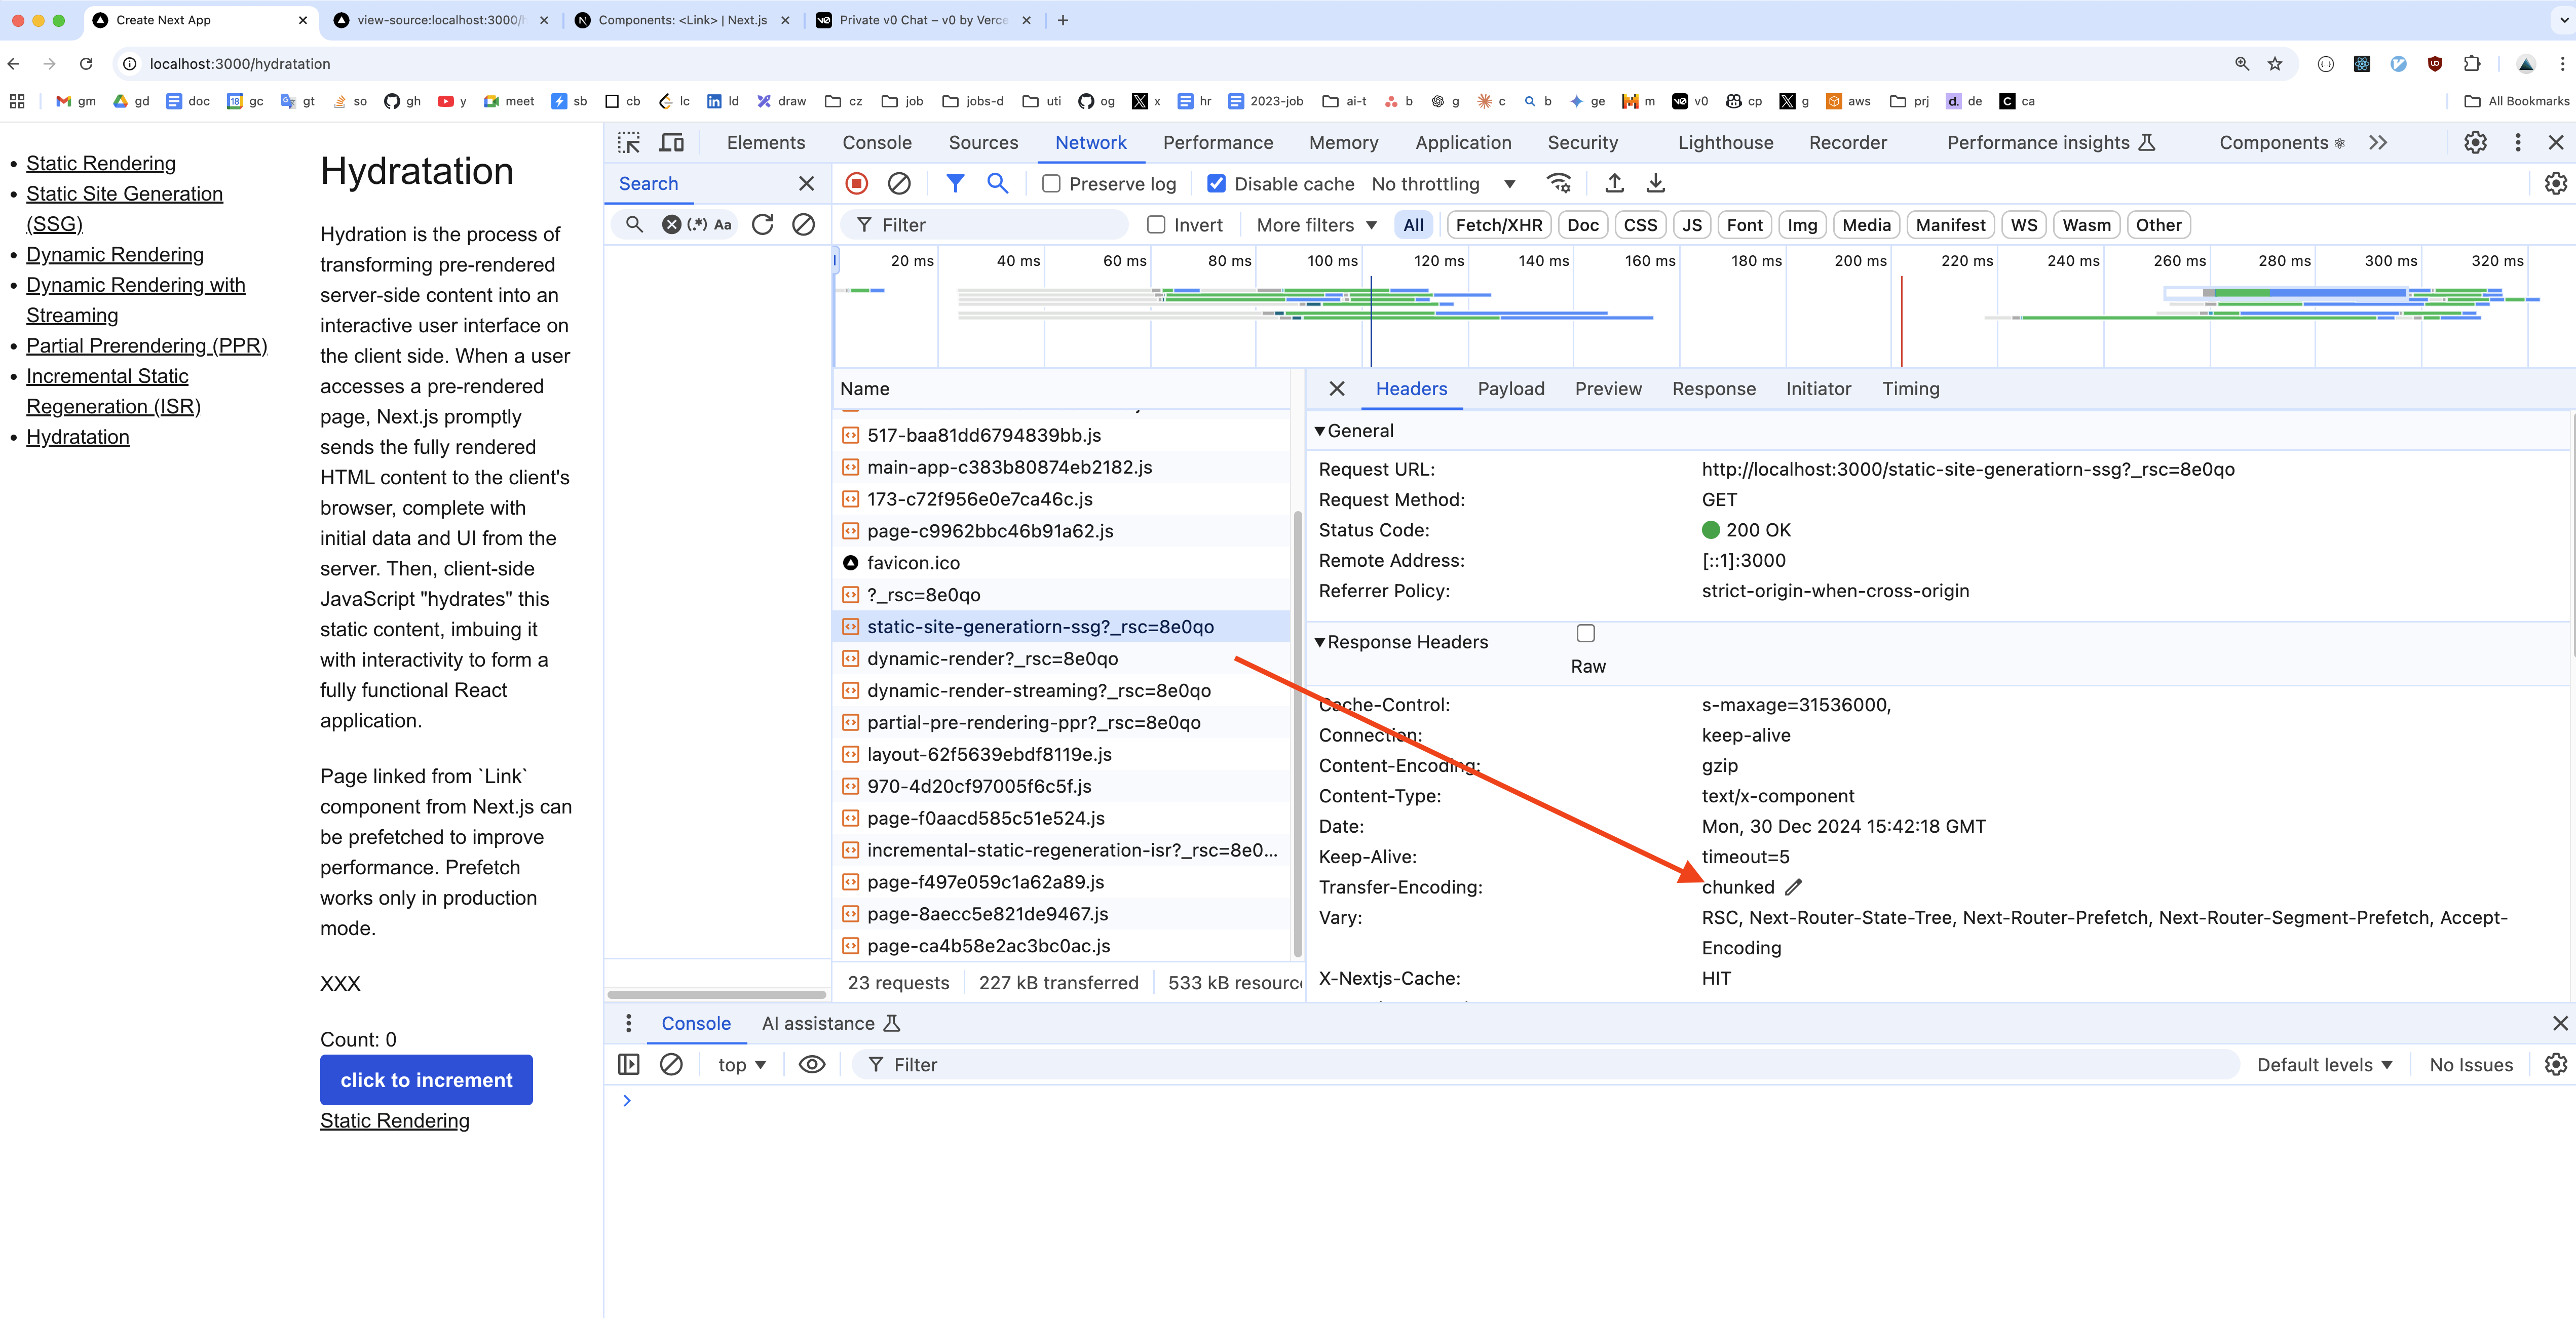 Create Next App
view-source:localhost:3000/h
Components: <Link> | Next.js
Private v0 Chat – v0 by Verce
localhost:3000/hydratation
gm gd doc gc gt so gh y meet sb cb lc ld draw cz job jobs-d uti og x hr 2023-job ai-t b g c b ge m v0 cp g aws prj de ca All Bookmarks
Static Rendering
Static Site Generation
(SSG)
Dynamic Rendering
Dynamic Rendering with
Streaming
Partial Prerendering (PPR)
Incremental Static
Regeneration (ISR)
Hydratation
Hydratation
Hydration is the process of
transforming pre-rendered
server-side content into an
interactive user interface on
the client side. When a user
accesses a pre-rendered
page, Next.js promptly
sends the fully rendered
HTML content to the client's
browser, complete with
initial data and UI from the
server. Then, client-side
JavaScript "hydrates" this
static content, imbuing it
with interactivity to form a
fully functional React
application.
Page linked from `Link`
component from Next.js can
be prefetched to improve
performance. Prefetch
works only in production
mode.
XXX
Count: 0
click to increment
Static Rendering
Elements Console Sources Network Performance Memory Application Security Lighthouse Recorder Performance insights Components
Search
Preserve log Disable cache No throttling
(.*) Aa
Filter Invert More filters All Fetch/XHR Doc CSS JS Font Img Media Manifest WS Wasm Other
20 ms 40 ms 60 ms 80 ms 100 ms 120 ms 140 ms 160 ms 180 ms 200 ms 220 ms 240 ms 260 ms 280 ms 300 ms 320 ms
Name
517-baa81dd6794839bb.js
main-app-c383b80874eb2182.js
173-c72f956e0e7ca46c.js
page-c9962bbc46b91a62.js
favicon.ico
?_rsc=8e0qo
static-site-generatiorn-ssg?_rsc=8e0qo
dynamic-render?_rsc=8e0qo
dynamic-render-streaming?_rsc=8e0qo
partial-pre-rendering-ppr?_rsc=8e0qo
layout-62f5639ebdf8119e.js
970-4d20cf97005f6c5f.js
page-f0aacd585c51e524.js
incremental-static-regeneration-isr?_rsc=8e0...
page-f497e059c1a62a89.js
page-8aecc5e821de9467.js
page-ca4b58e2ac3bc0ac.js
23 requests 227 kB transferred 533 kB resourc
Headers Payload Preview Response Initiator Timing
General
Request URL: http://localhost:3000/static-site-generatiorn-ssg?_rsc=8e0qo
Request Method: GET
Status Code: 200 OK
Remote Address: [::1]:3000
Referrer Policy: strict-origin-when-cross-origin
Response Headers
Raw
Cache-Control: s-maxage=31536000,
Connection: keep-alive
Content-Encoding: gzip
Content-Type: text/x-component
Date: Mon, 30 Dec 2024 15:42:18 GMT
Keep-Alive: timeout=5
Transfer-Encoding: chunked
Vary: RSC, Next-Router-State-Tree, Next-Router-Prefetch, Next-Router-Segment-Prefetch, Accept-
Encoding
X-Nextjs-Cache: HIT
Console AI assistance
top Filter Default levels No Issues